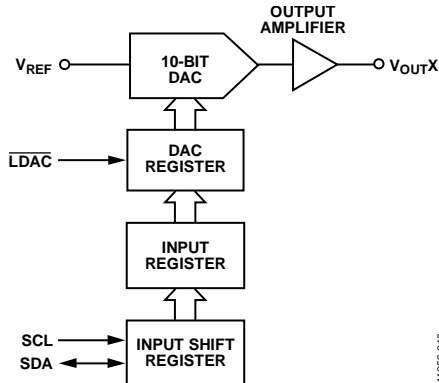 OUTPUT
AMPLIFIER
VREF
10-BIT
DAC
VOUTX
LDAC
DAC
REGISTER
INPUT
REGISTER
SCL
SDA
INPUT SHIFT
REGISTER